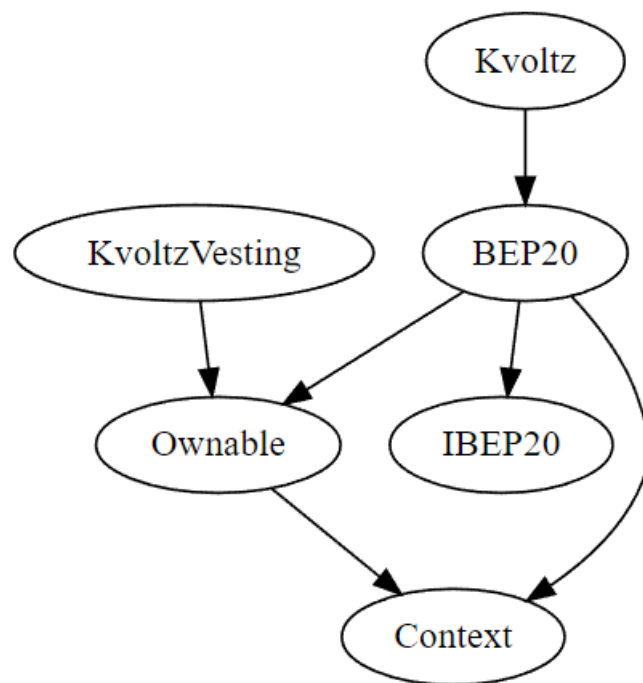 Kvoltz
KvoltzVesting
BEP20
Ownable
IBEP20
Context